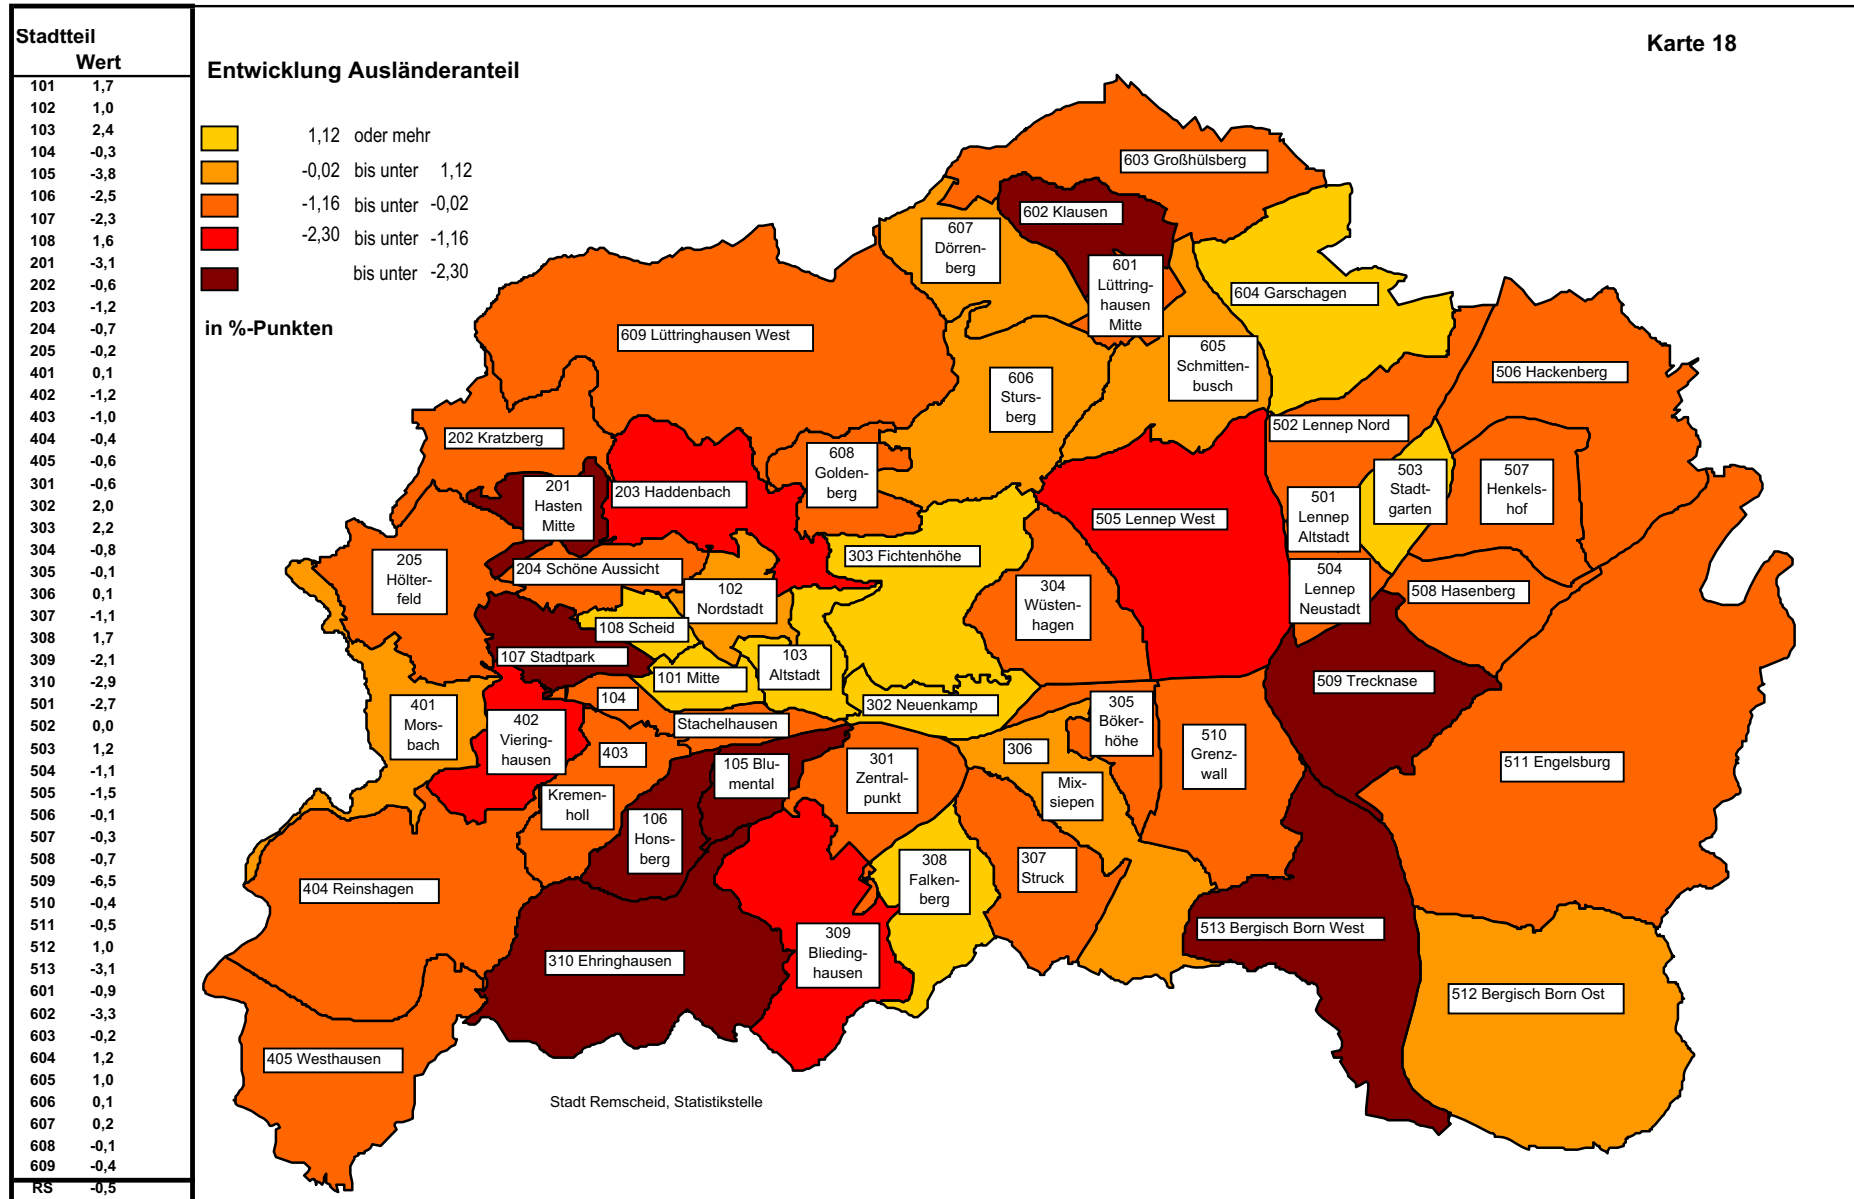 Stadtteil
Wert
101 1,7
102 1,0
103 2,4
104 -0,3
105 -3,8
106 -2,5
107 -2,3
108 1,6
201 -3,1
202 -0,6
203 -1,2
204 -0,7
205 -0,2
401 0,1
402 -1,2
403 -1,0
404 -0,4
405 -0,6
301 -0,6
302 2,0
303 2,2
304 -0,8
305 -0,1
306 0,1
307 -1,1
308 1,7
309 -2,1
310 -2,9
501 -2,7
502 0,0
503 1,2
504 -1,1
505 -1,5
506 -0,1
507 -0,3
508 -0,7
509 -6,5
510 -0,4
511 -0,5
512 1,0
513 -3,1
601 -0,9
602 -3,3
603 -0,2
604 1,2
605 1,0
606 0,1
607 0,2
608 -0,1
609 -0,4
RS -0,5
Karte 18
Entwicklung Ausländeranteil
1,12 oder mehr
-0,02 bis unter 1,12
-1,16 bis unter -0,02
-2,30 bis unter -1,16
bis unter -2,30
in %-Punkten
603 Großhülsberg
602 Klausen
607
Dörren-
berg
601
Lüttring-
hausen
Mitte
604 Garschagen
609 Lüttringhausen West
605
Schmitten-
busch
606
Sturs-
berg
506 Hackenberg
502 Lennep Nord
202 Kratzberg
608
Golden-
berg
503
Stadt-
garten
507
Henkels-
hof
201
Hasten
Mitte
203 Haddenbach
501
Lennep
Altstadt
505 Lennep West
303 Fichtenhöhe
205
Hölter-
feld
204 Schöne Aussicht
102
Nordstadt
304
Wüsten-
hagen
504
Lennep
Neustadt
508 Hasenberg
108 Scheid
107 Stadtpark
103
Altstadt
101 Mitte
509 Trecknase
104
Stachelhausen
302 Neuenkamp
401
Mors-
bach
402
Viering-
hausen
305
Böker-
höhe
403
Kremen-
holl
105 Blu-
mental
301
Zentral-
punkt
306
Mix-
siepen
510
Grenz-
wall
511 Engelsburg
106
Hons-
berg
307
Struck
308
Falken-
berg
404 Reinshagen
513 Bergisch Born West
309
Blieding-
hausen
310 Ehringhausen
512 Bergisch Born Ost
405 Westhausen
Stadt Remscheid, Statistikstelle